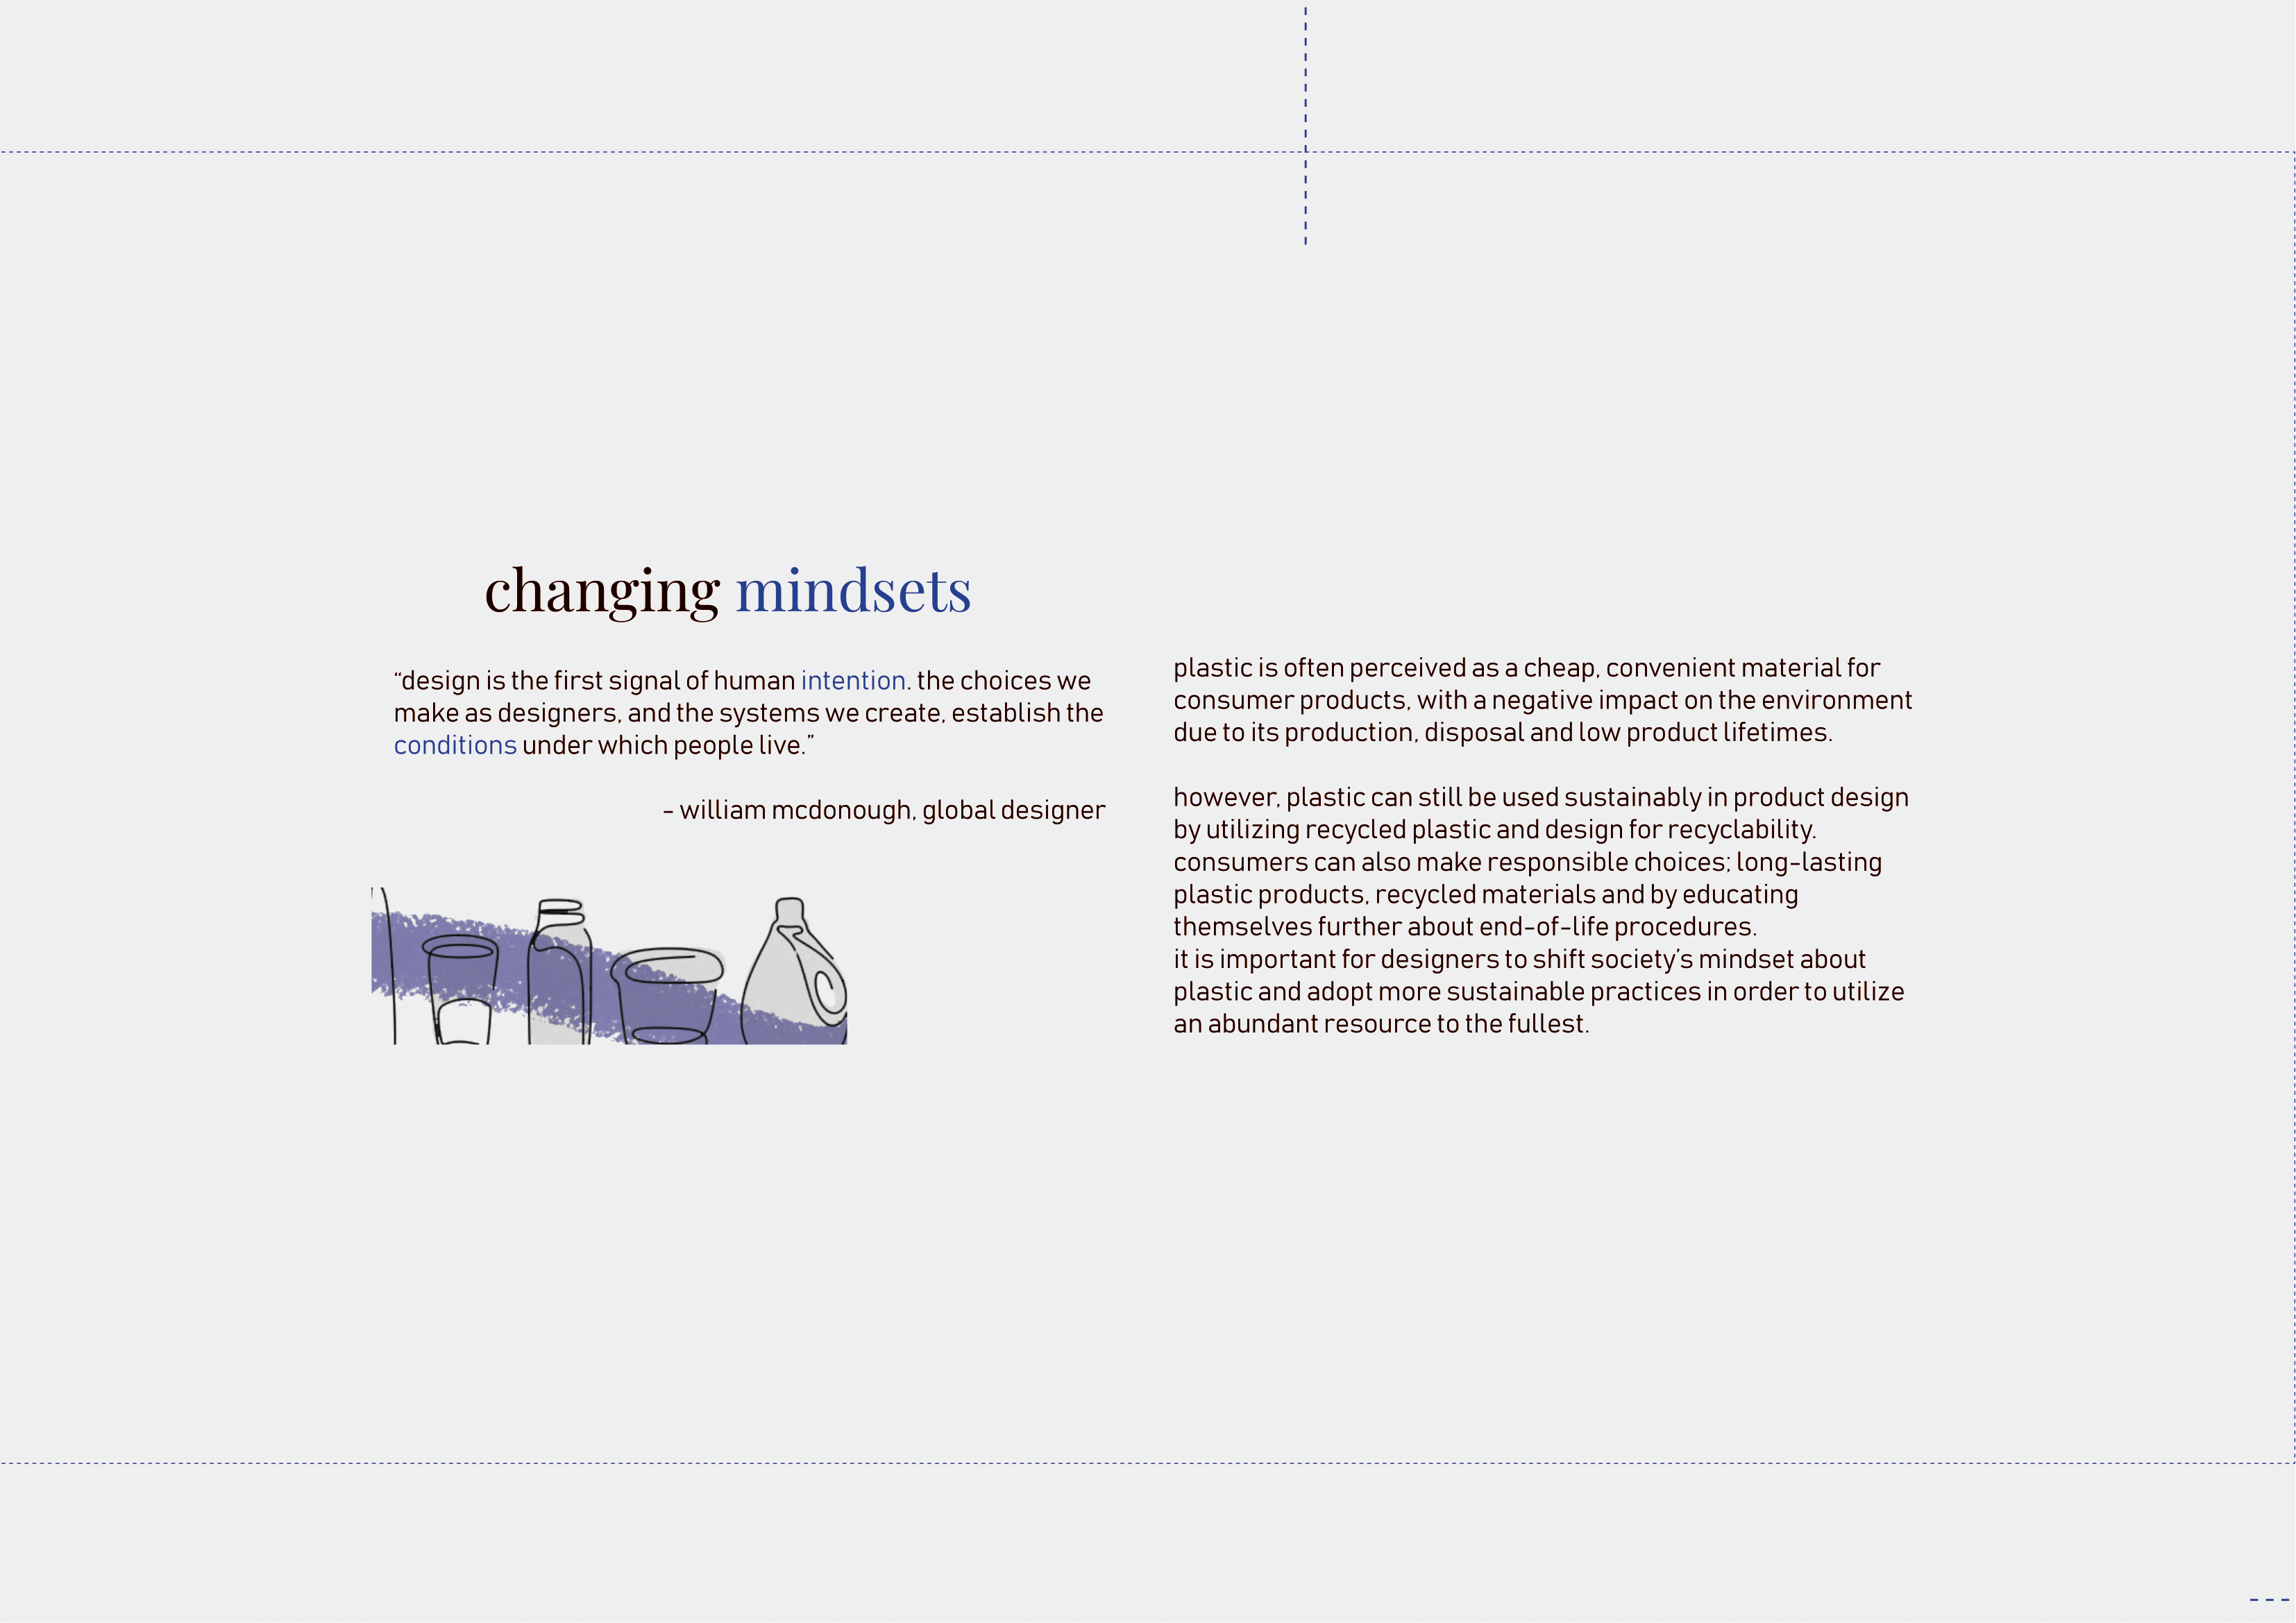 changing mindsets
“design is the first signal of human intention. the choices we
make as designers, and the systems we create, establish the
conditions under which people live.”
- william mcdonough, global designer
plastic is often perceived as a cheap, convenient material for
consumer products, with a negative impact on the environment
due to its production, disposal and low product lifetimes.
however, plastic can still be used sustainably in product design
by utilizing recycled plastic and design for recyclability.
consumers can also make responsible choices; long-lasting
plastic products, recycled materials and by educating
themselves further about end-of-life procedures.
it is important for designers to shift society’s mindset about
plastic and adopt more sustainable practices in order to utilize
an abundant resource to the fullest.